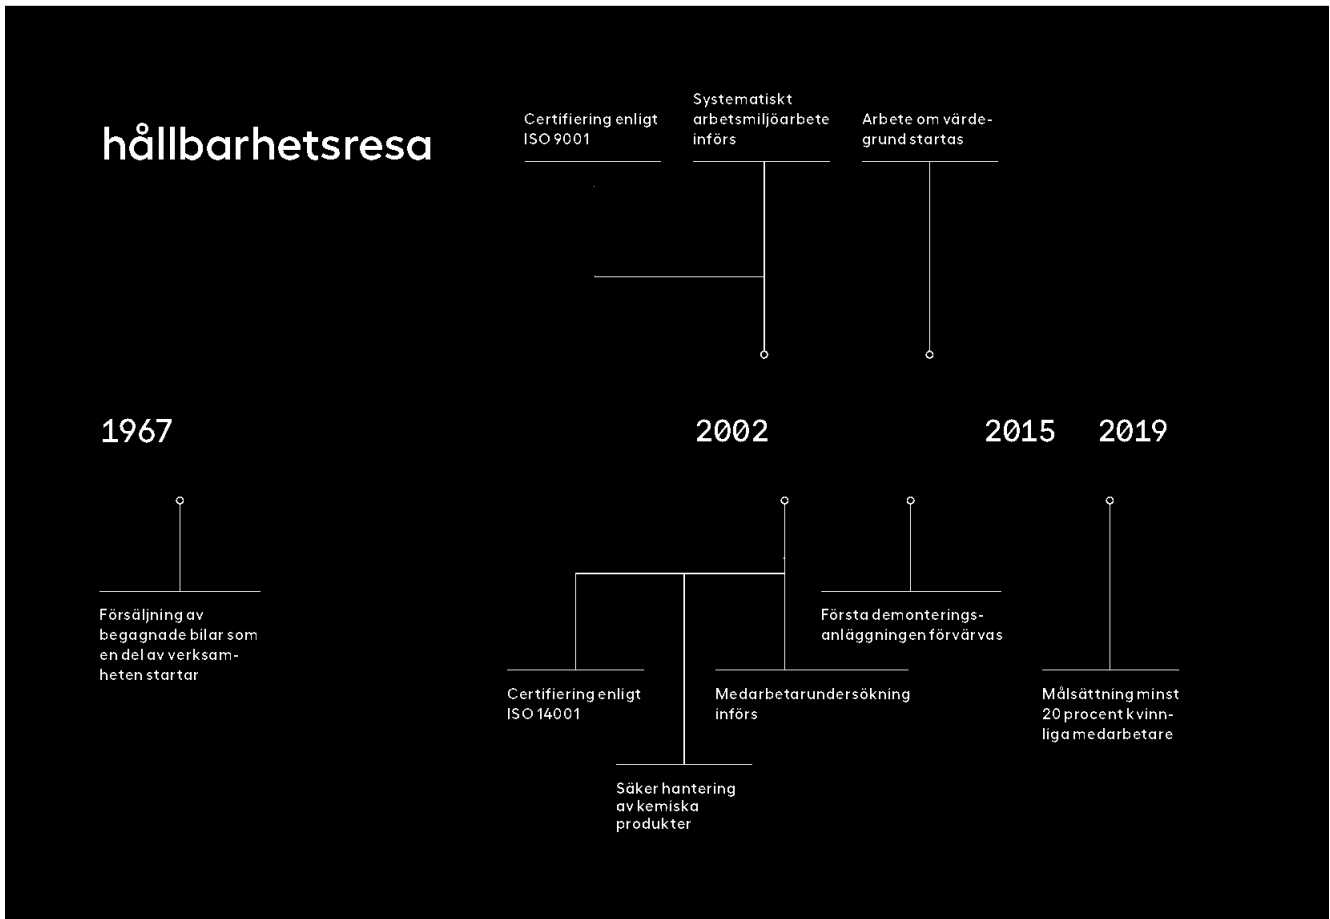 hållbarhetsresa
Certifiering enligt
ISO 9001
Systematiskt
arbetsmiljöarbete
införs
Arbete om värde-
grund startas
1967
2002
2015
2019
Försäljning av
begagnade bilar som
en del av verksam-
heten startar
Certifiering enligt
ISO 14001
Säker hantering
av kemiska
produkter
Medarbetarundersökning
införs
Första demonterings-
anläggningen förvärvas
Målsättning minst
20 procent kvinn-
liga medarbetare